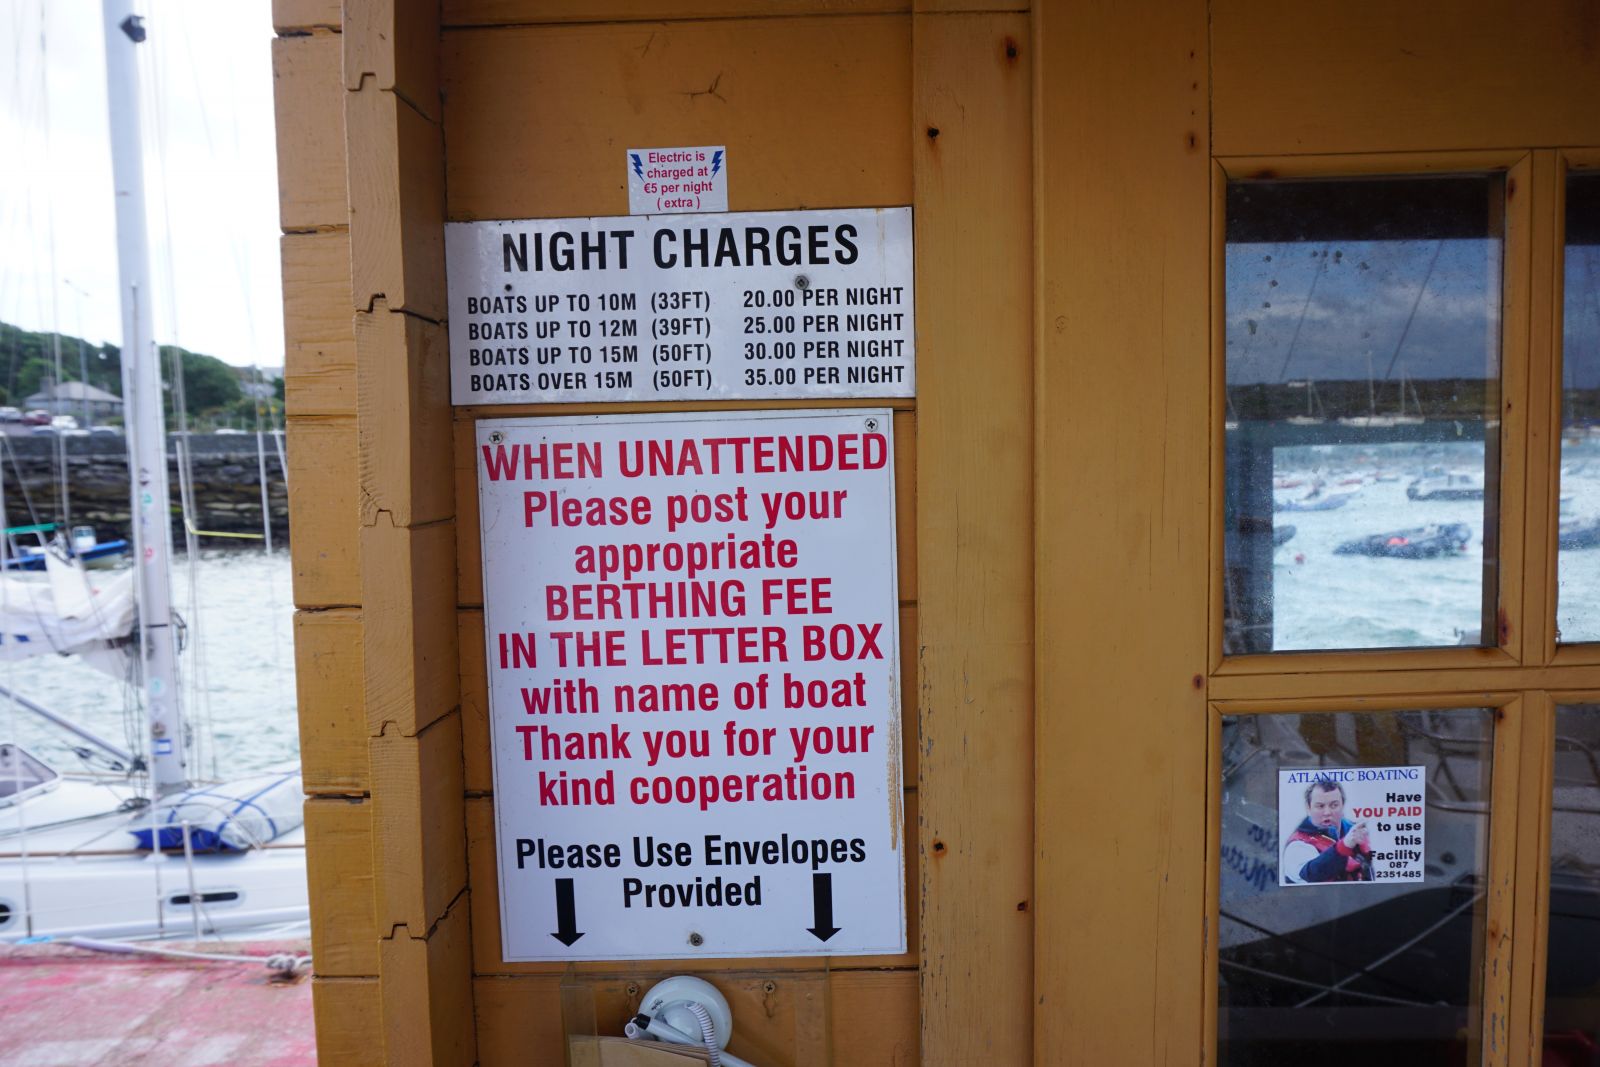 Electric is
charged at
€5 per night
( extra )
NIGHT CHARGES
BOATS UP TO 10M (33FT) 20.00 PER NIGHT
BOATS UP TO 12M (39FT) 25.00 PER NIGHT
BOATS UP TO 15M (50FT) 30.00 PER NIGHT
BOATS OVER 15M (50FT) 35.00 PER NIGHT
WHEN UNATTENDED
Please post your
appropriate
BERTHING FEE
IN THE LETTER BOX
with name of boat
Thank you for your
kind cooperation
Please Use Envelopes
Provided
ATLANTIC BOATING
Have
YOU PAID
to use
this
Facility
087
2351485